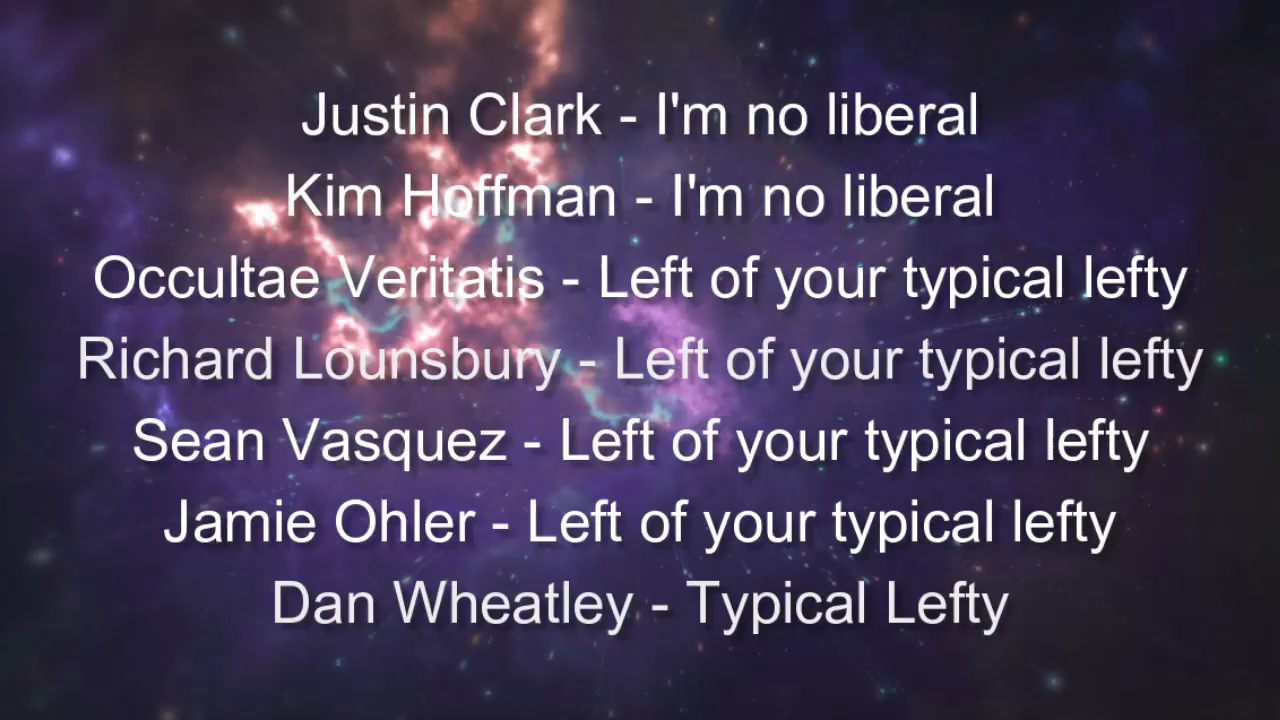 Justin Clark - I'm no liberal
Kim Hoffman - I'm no liberal
Occultae Veritatis - Left of your typical lefty
Richard Lounsbury - Left of your typical lefty
Sean Vasquez - Left of your typical lefty
Jamie Ohler - Left of your typical lefty
Dan Wheatley - Typical Lefty